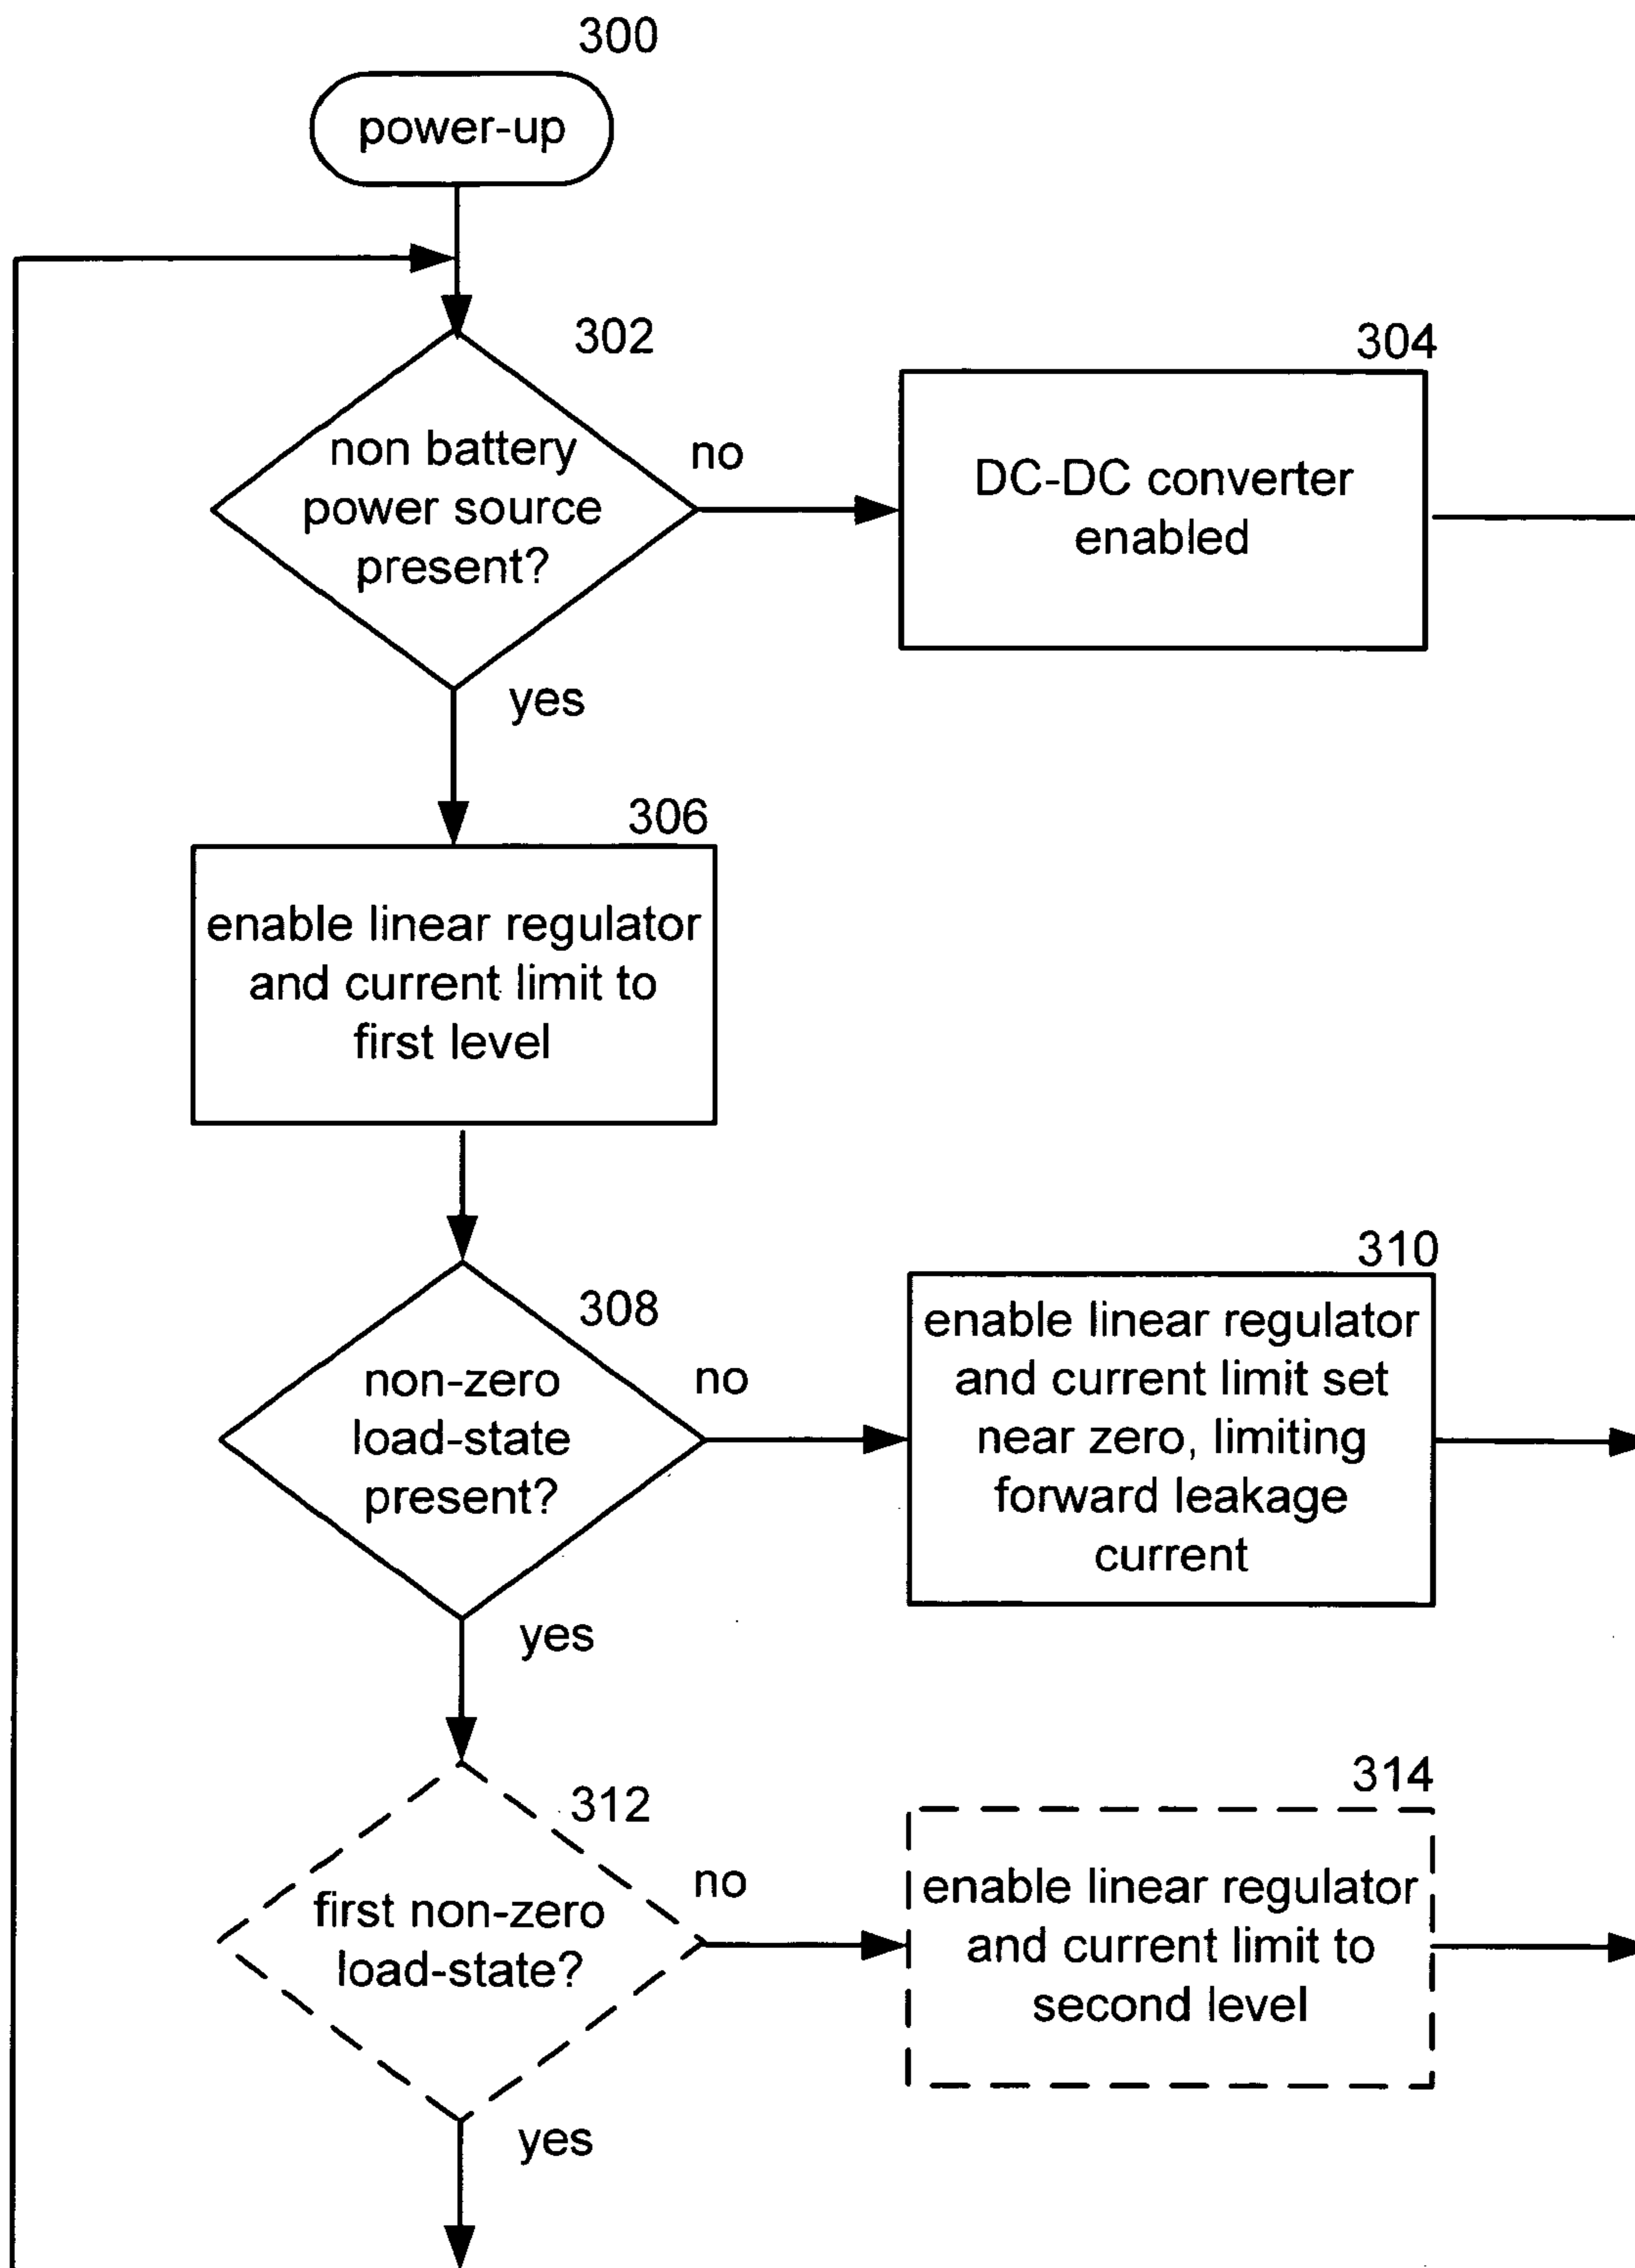 300
power-up
302
non battery
power source
present?
no
304
DC-DC converter
enabled
yes
306
enable linear regulator
and current limit to
first level
308
non-zero
load-state
present?
no
310
enable linear regulator
and current limit set
near zero, limiting
forward leakage
current
yes
312
first non-zero
load-state?
no
314
enable linear regulator
and current limit to
second level
yes